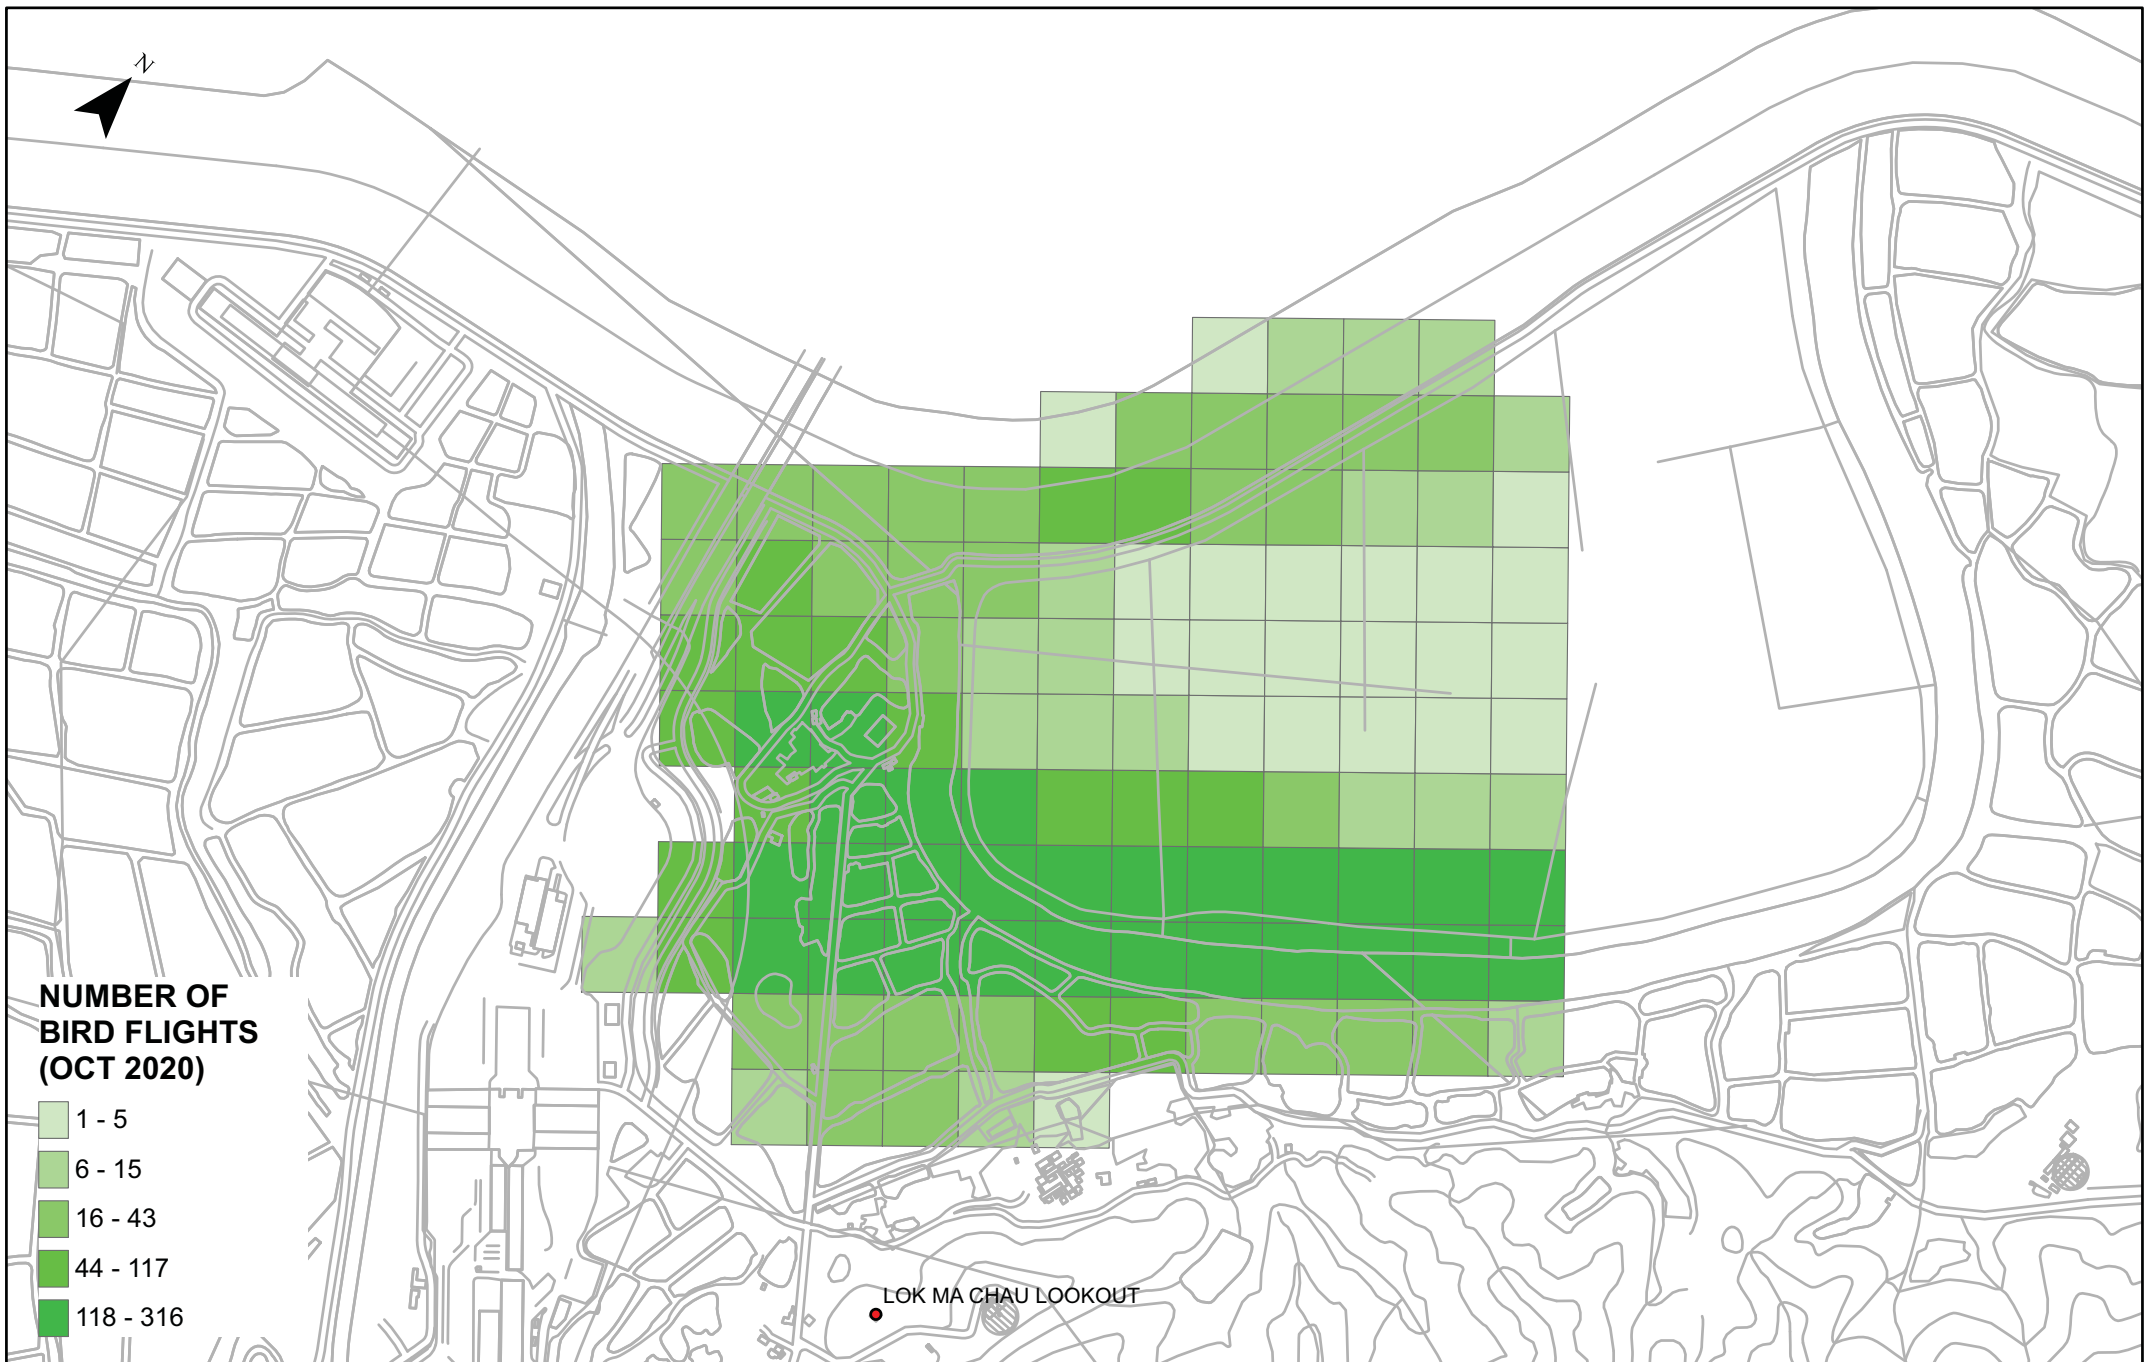 N
NUMBER OF
BIRD FLIGHTS
(OCT 2020)
1 - 5
6 - 15
16 - 43
44 - 117
118 - 316
LOK MA CHAU LOOKOUT